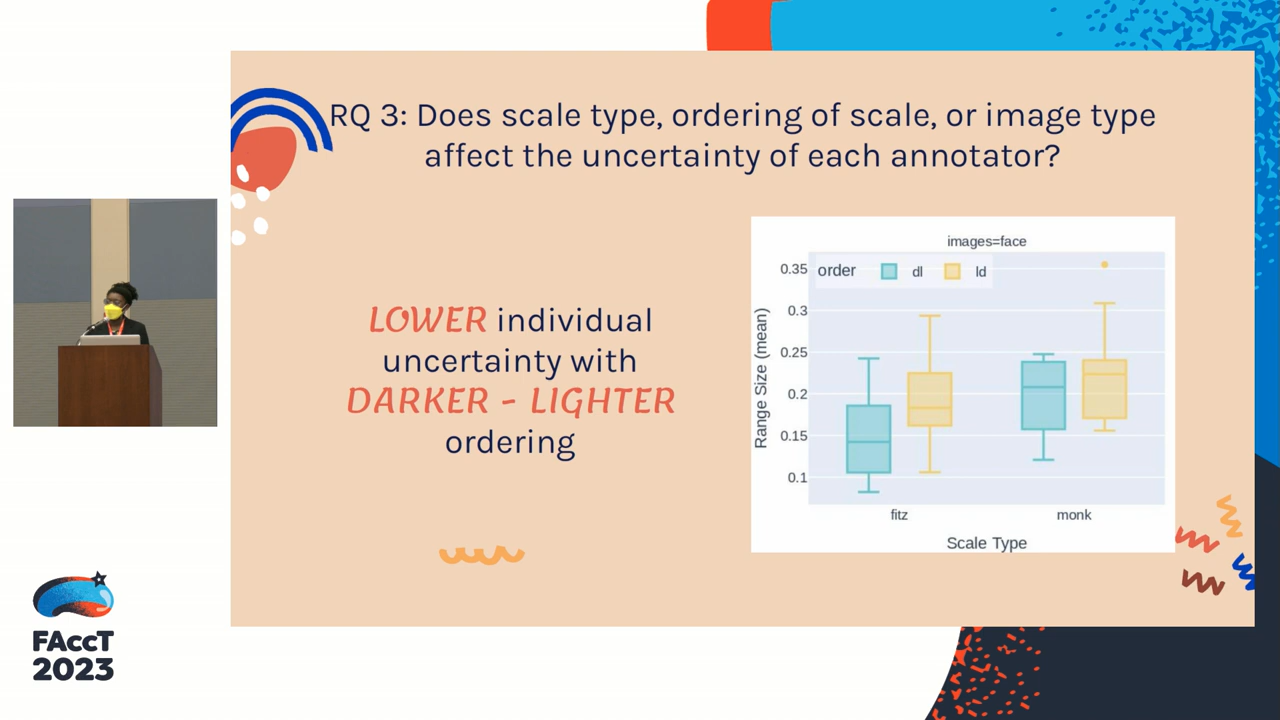 RQ 3: Does scale type, ordering of scale, or image type
affect the uncertainty of each annotator?
LOWER individual
uncertainty with
DARKER - LIGHTER
ordering
images=face
order dl ld
Range Size (mean)
0.35
0.3
0.25
0.2
0.15
0.1
fitz monk
Scale Type
FAccT
2023